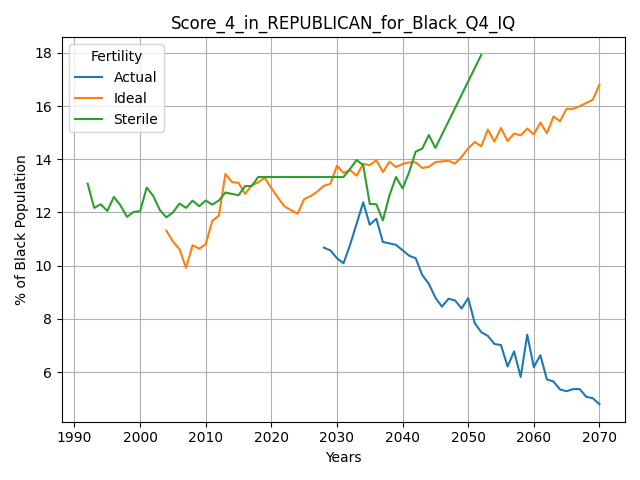 Score_4_in_REPUBLICAN_for_Black_Q4_IQ
Fertility
Actual
Ideal
Sterile
% of Black Population
18
16
14
12
10
8
6
1990
2000
2010
2020
2030
2040
2050
2060
2070
Years